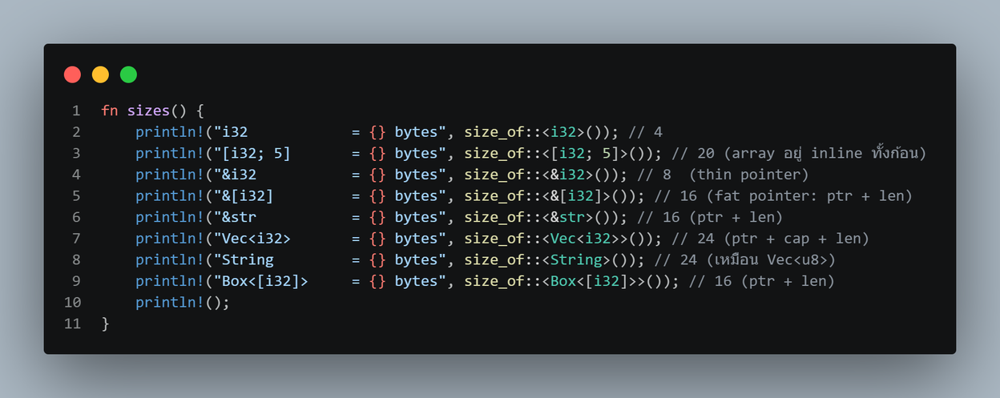 1 fn sizes() {
2     println!("i32            = {} bytes", size_of::<i32>()); // 4
3     println!("[i32; 5]       = {} bytes", size_of::<[i32; 5]>()); // 20 (array อยู่ inline ทั้งก้อน)
4     println!("&i32           = {} bytes", size_of::<&i32>()); // 8  (thin pointer)
5     println!("&[i32]         = {} bytes", size_of::<&[i32]>()); // 16 (fat pointer: ptr + len)
6     println!("&str           = {} bytes", size_of::<&str>()); // 16 (ptr + len)
7     println!("Vec<i32>       = {} bytes", size_of::<Vec<i32>>()); // 24 (ptr + cap + len)
8     println!("String         = {} bytes", size_of::<String>()); // 24 (เหมือน Vec<u8>)
9     println!("Box<[i32]>     = {} bytes", size_of::<Box<[i32]>>()); // 16 (ptr + len)
10     println!();
11 }